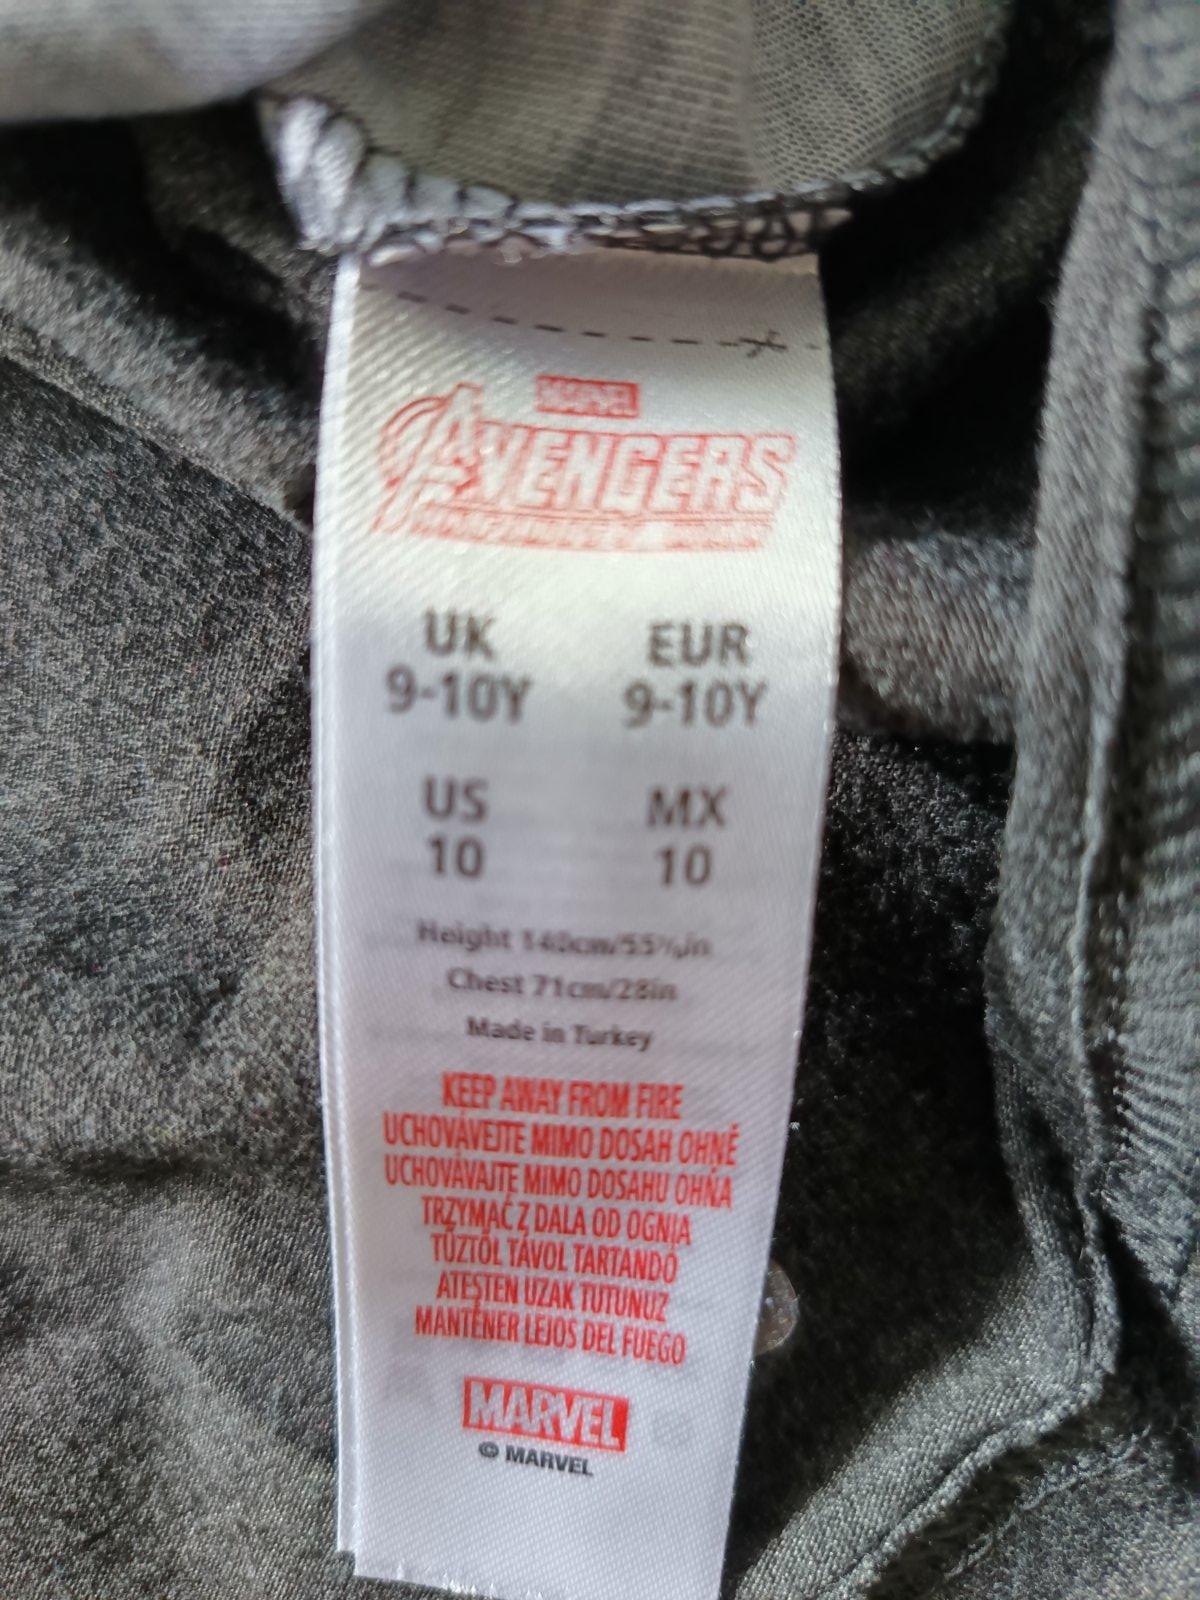 MARVEL
AVENGERS
UK EUR
9-10Y 9-10Y
US MX
10 10
Height 140cm/55
Chest 71cm/28in
Made in Turkey
KEEP AWAY FROM FIRE
UCHOVÁVEJTE MIMO DOSAH OHNĚ
UCHOVÁVAJTE MIMO DOSAHU OHŇA
TRZYMAĆ Z DALA OD OGNIA
TŰZTŐL TÁVOL TARTANDÓ
ATEŞTEN UZAK TUTUNUZ
MANTENER LEJOS DEL FUEGO
MARVEL
© MARVEL